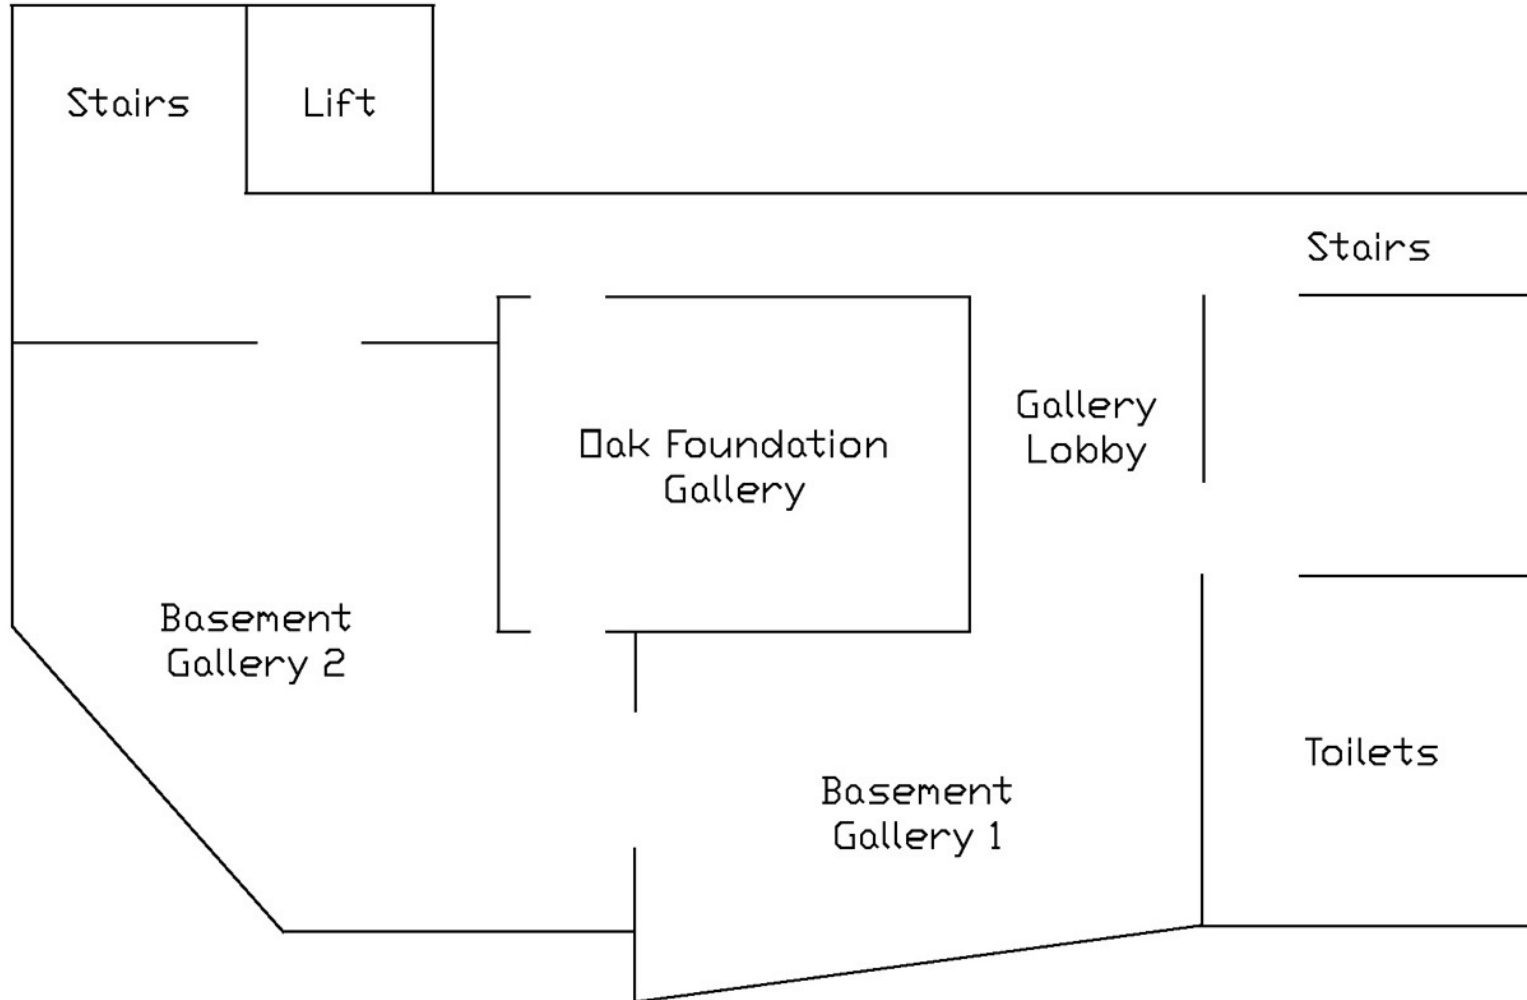 Stairs
Lift
Stairs
Gallery
Lobby
Oak Foundation
Gallery
Basement
Gallery 2
Toilets
Basement
Gallery 1